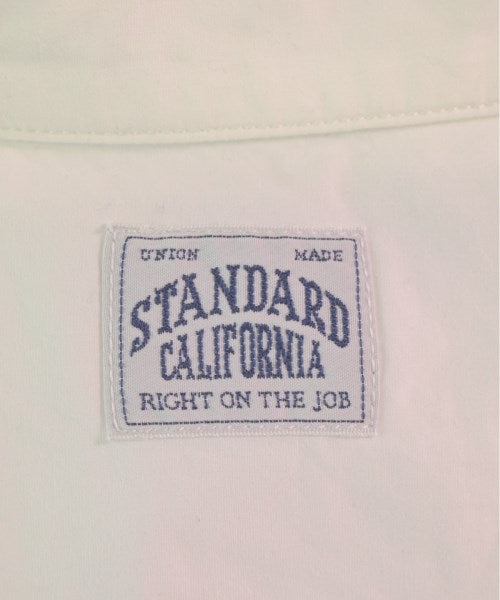 UNION MADE
STANDARD
CALIFORNIA
RIGHT ON THE JOB